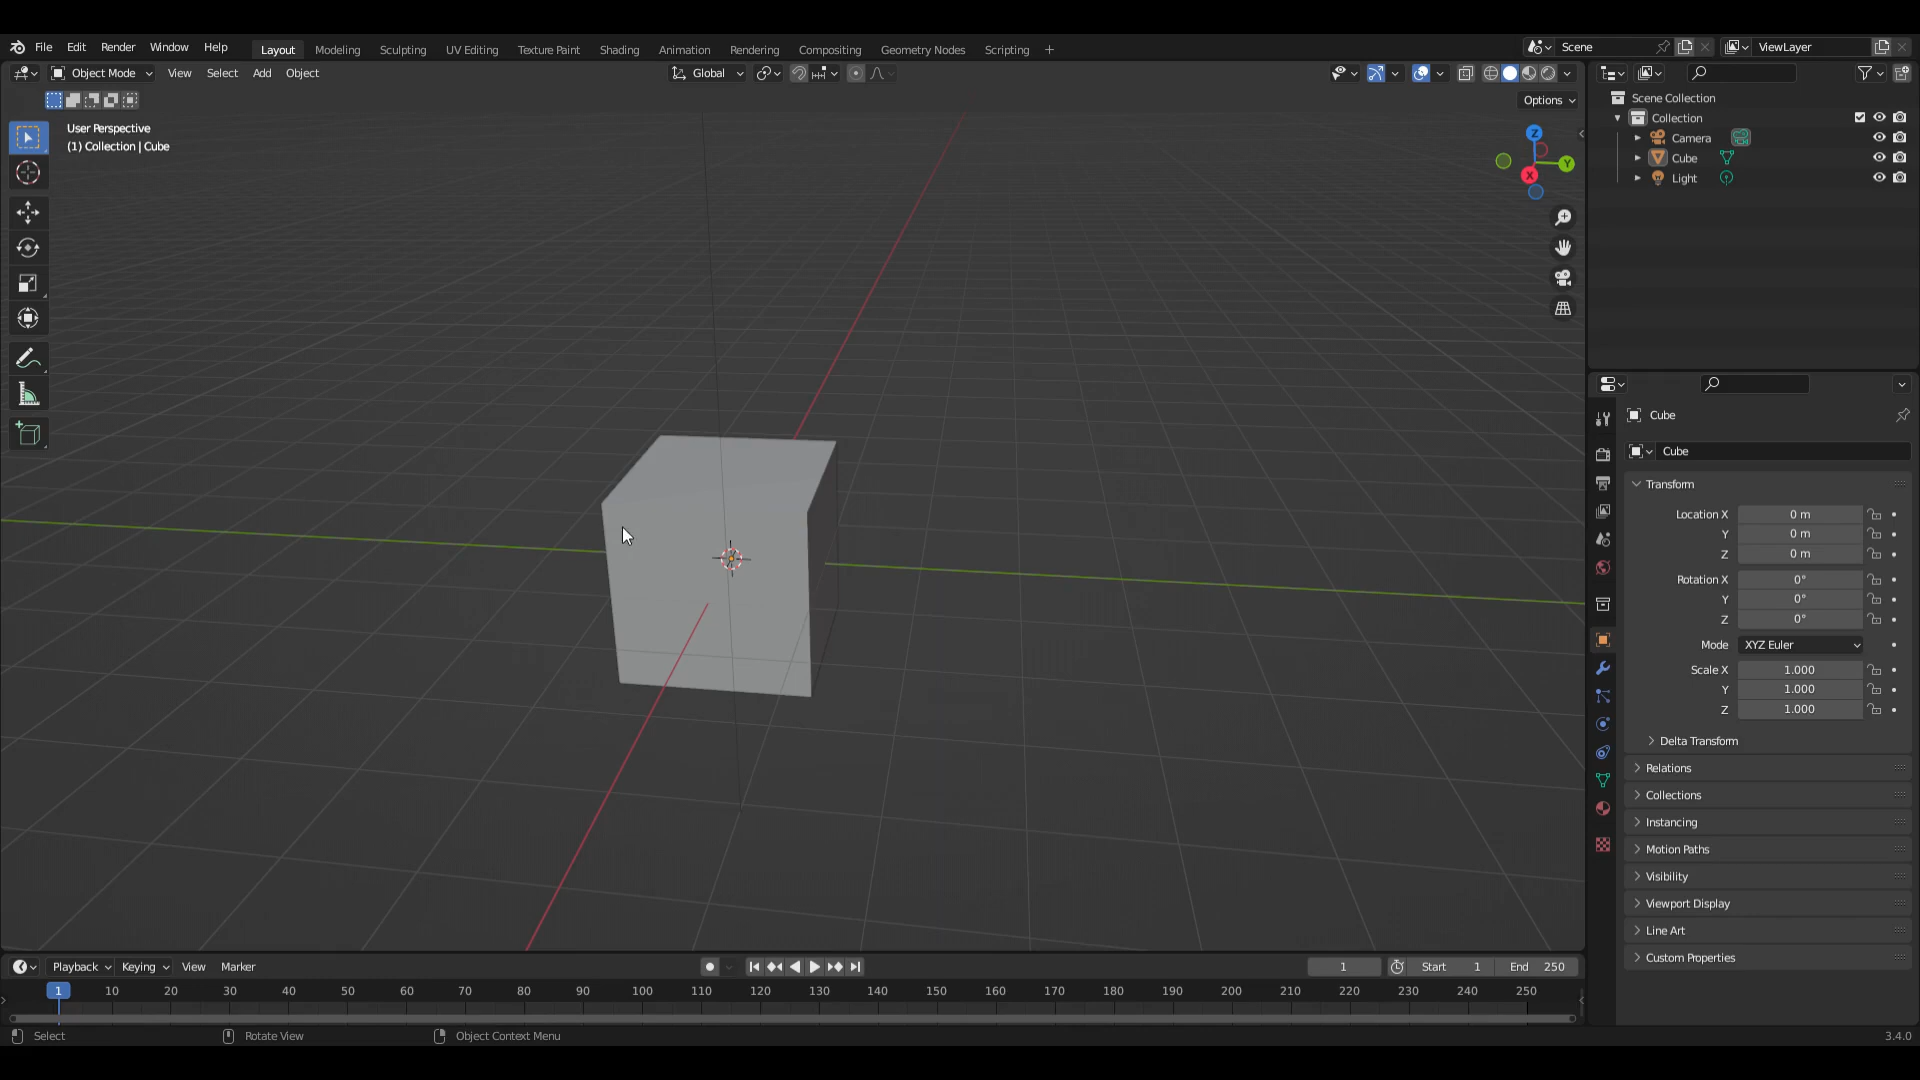 File Edit Render Window Help Layout Modeling Sculpting UV Editing Texture Paint Shading Animation Rendering Compositing Geometry Nodes Scripting + Scene ViewLayer
Object Mode View Select Add Object Global
Options
User Perspective
(1) Collection | Cube
Z
Y
X
Scene Collection
Collection
Camera
Cube
Light
Cube
Cube
Transform
Location X 0 m
Y 0 m
Z 0 m
Rotation X 0°
Y 0°
Z 0°
Mode XYZ Euler
Scale X 1.000
Y 1.000
Z 1.000
Delta Transform
Relations
Collections
Instancing
Motion Paths
Visibility
Viewport Display
Line Art
Custom Properties
Playback Keying View Marker 1 Start 1 End 250
1 10 20 30 40 50 60 70 80 90 100 110 120 130 140 150 160 170 180 190 200 210 220 230 240 250
Select Rotate View Object Context Menu 3.4.0